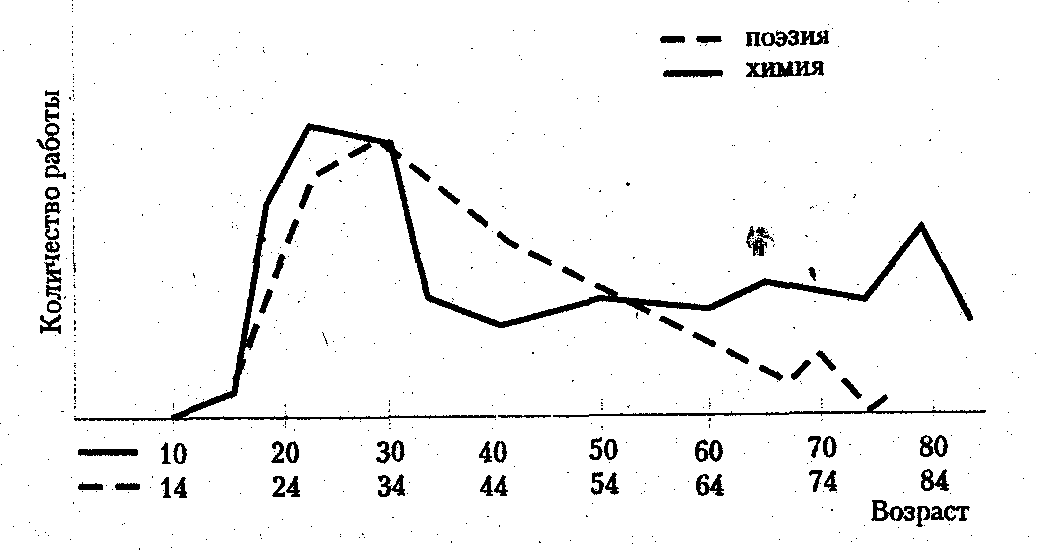 поэзия
химия
Количество работы
10 20 30 40 50 60 70 80
14 24 34 44 54 64 74 84
Возраст